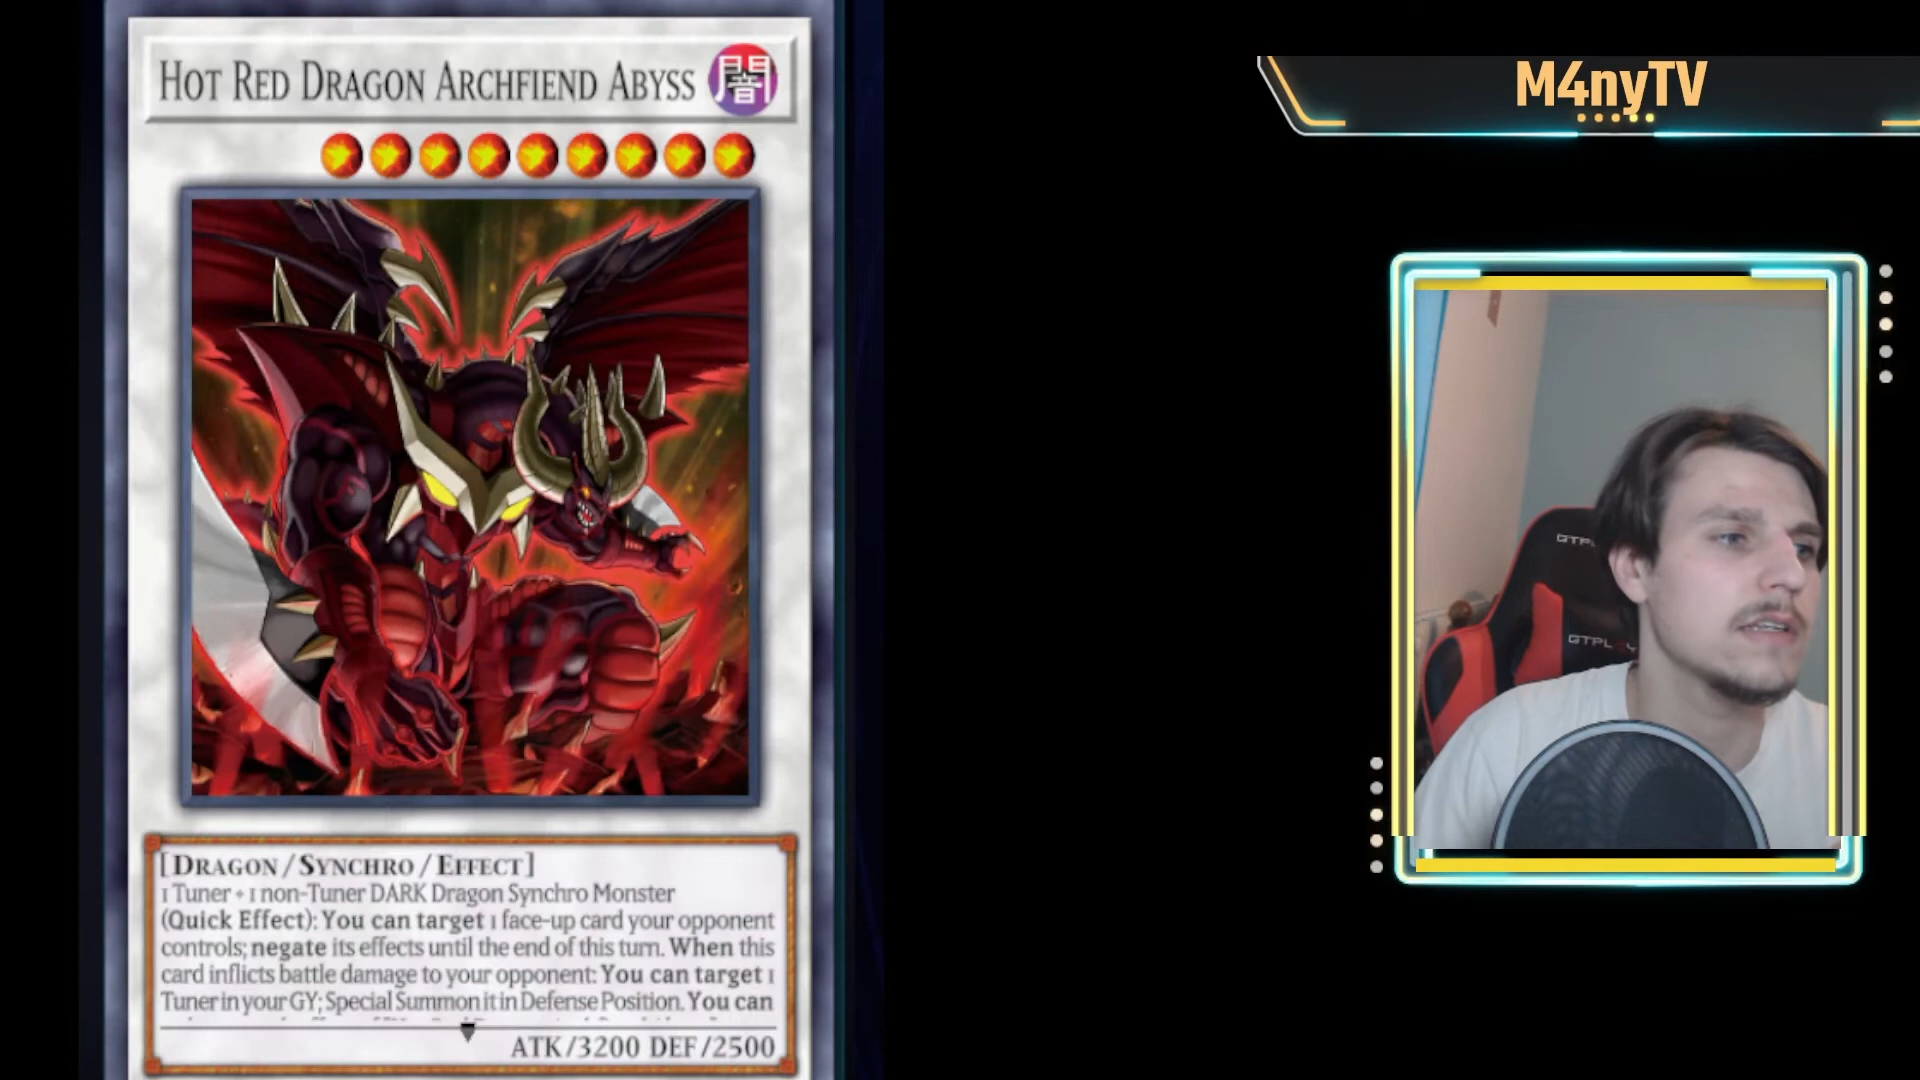 HOT RED DRAGON ARCHFIEND ABYSS
闇
M4nyTV
GTPL
GTPLAY
[DRAGON/SYNCHRO/EFFECT]
1 Tuner + 1 non-Tuner DARK Dragon Synchro Monster
(Quick Effect): You can target 1 face-up card your opponent
controls; negate its effects until the end of this turn. When this
card inflicts battle damage to your opponent: You can target 1
Tuner in your GY; Special Summon it in Defense Position. You can
ATK/3200 DEF/2500